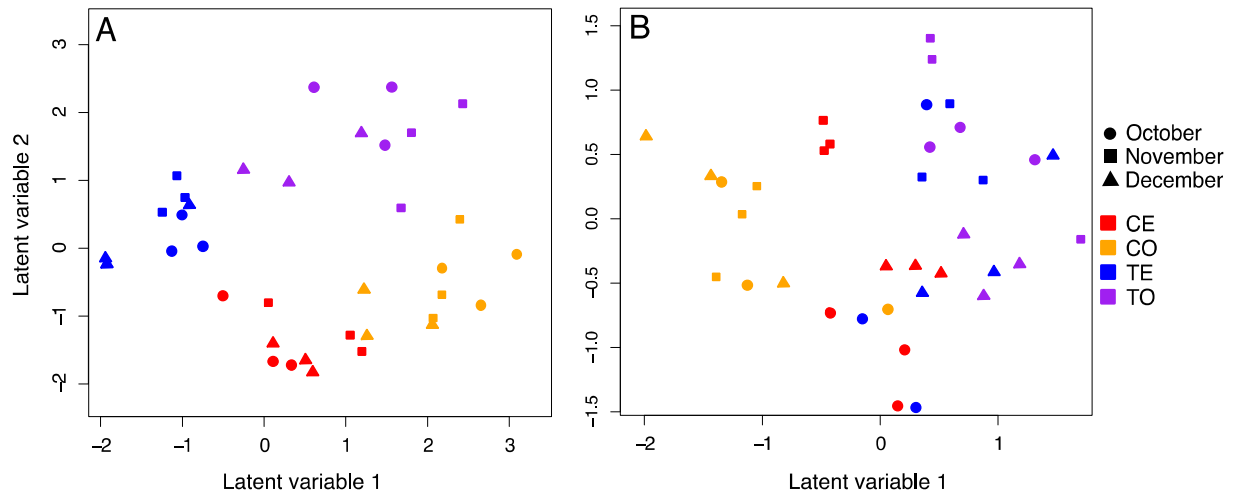 A
Latent variable 2
3
2
1
0
−1
−2
−2 −1 0 1 2 3
Latent variable 1
B
1.5
1.0
0.5
0.0
−0.5
−1.0
−1.5
−2 −1 0 1
Latent variable 1
October
November
December
CE
CO
TE
TO